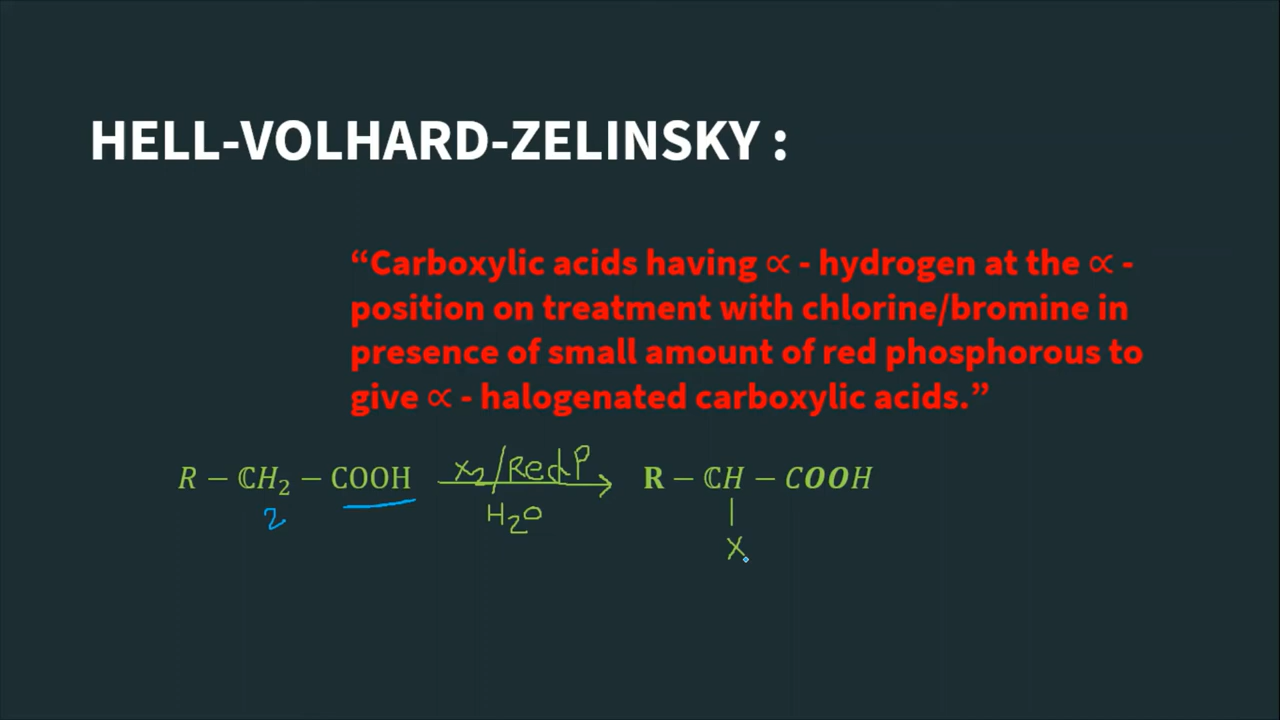 HELL-VOLHARD-ZELINSKY :
“Carboxylic acids having ∝ - hydrogen at the ∝ -
position on treatment with chlorine/bromine in
presence of small amount of red phosphorous to
give ∝ - halogenated carboxylic acids.”
X₂/Red P
R − ℂH₂ − COOH → R − ℂH − COOH
2 H₂O |
X